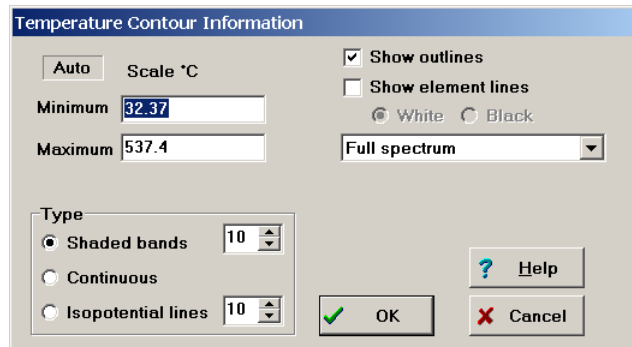 Temperature Contour Information
Auto Scale °C
Minimum 32.37
Maximum 537.4
Show outlines
Show element lines
White Black
Full spectrum
Type
Shaded bands 10
Continuous
Isopotential lines 10
? Help
OK
Cancel